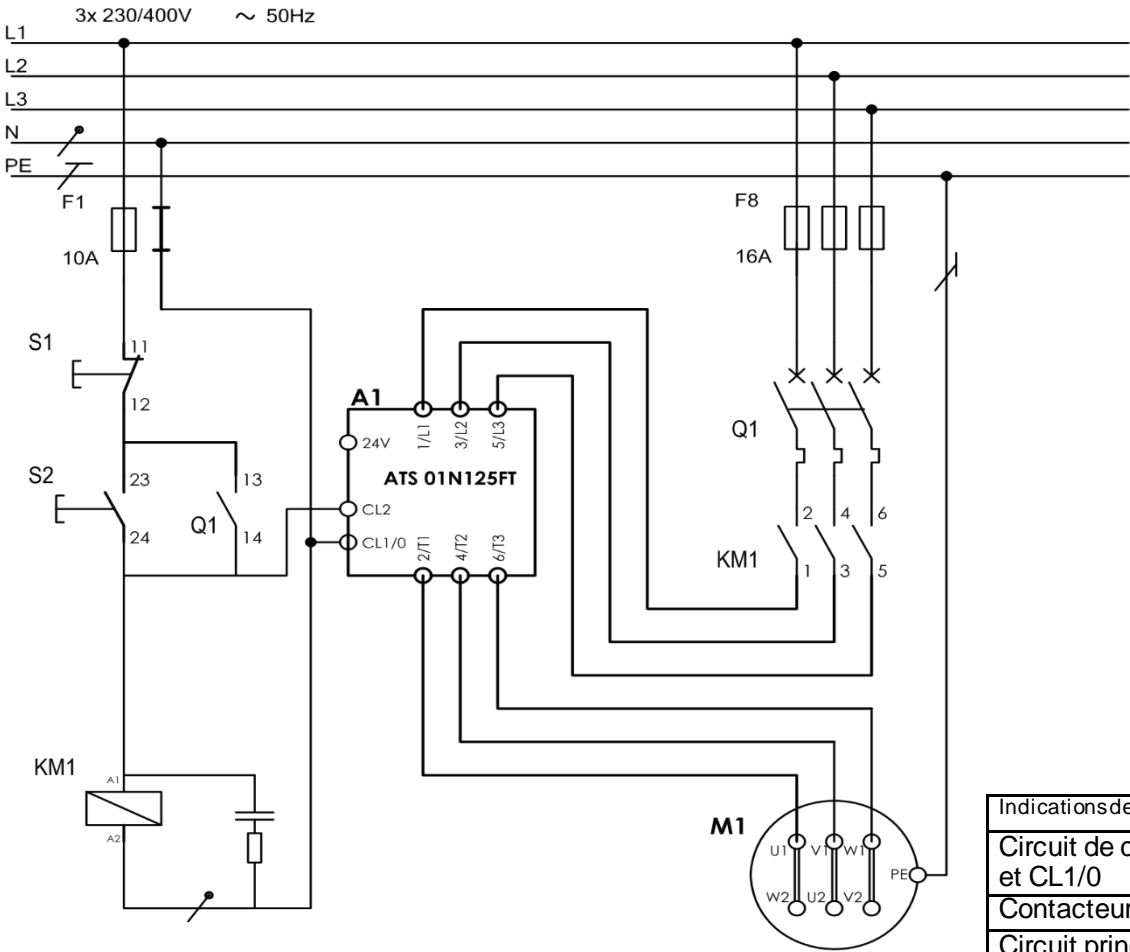 3x 230/400V ~ 50Hz
L1
L2
L3
N
PE
F1
10A
F8
16A
S1
11
12
S2
23
24
13
Q1
14
A1
1/L1
3/L2
5/L3
24V
ATS 01N125FT
CL2
CL1/0
2/T1
4/T2
6/T3
Q1
2
4
6
KM1
1
3
5
KM1
A1
A2
M1
U1
V1
W1
W2
U2
V2
PE
Indications de
Circuit de
et CL1/0
Contacteur
Circuit